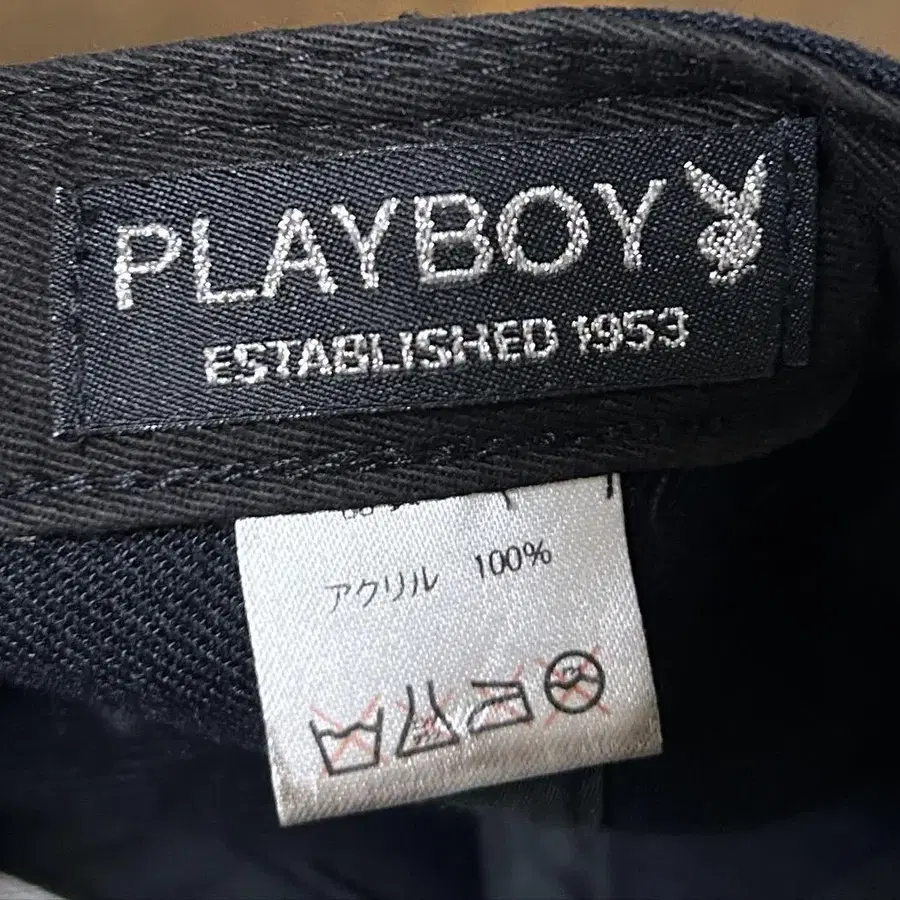 PLAYBOY
ESTABLISHED 1953
アクリル 100%